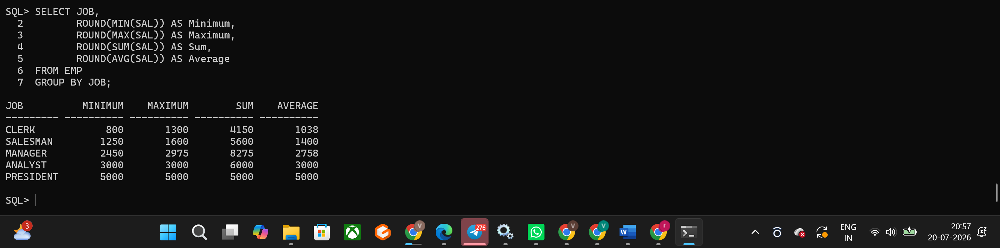 SQL> SELECT JOB,
  2         ROUND(MIN(SAL)) AS Minimum,
  3         ROUND(MAX(SAL)) AS Maximum,
  4         ROUND(SUM(SAL)) AS Sum,
  5         ROUND(AVG(SAL)) AS Average
  6  FROM EMP
  7  GROUP BY JOB;
JOB          MINIMUM    MAXIMUM        SUM    AVERAGE
--------- ---------- ---------- ---------- ----------
CLERK            800       1300       4150       1038
SALESMAN        1250       1600       5600       1400
MANAGER         2450       2975       8275       2758
ANALYST         3000       3000       6000       3000
PRESIDENT       5000       5000       5000       5000
SQL>
3
V
276
V
V
W
r
ENG
IN
20:57
20-07-2026